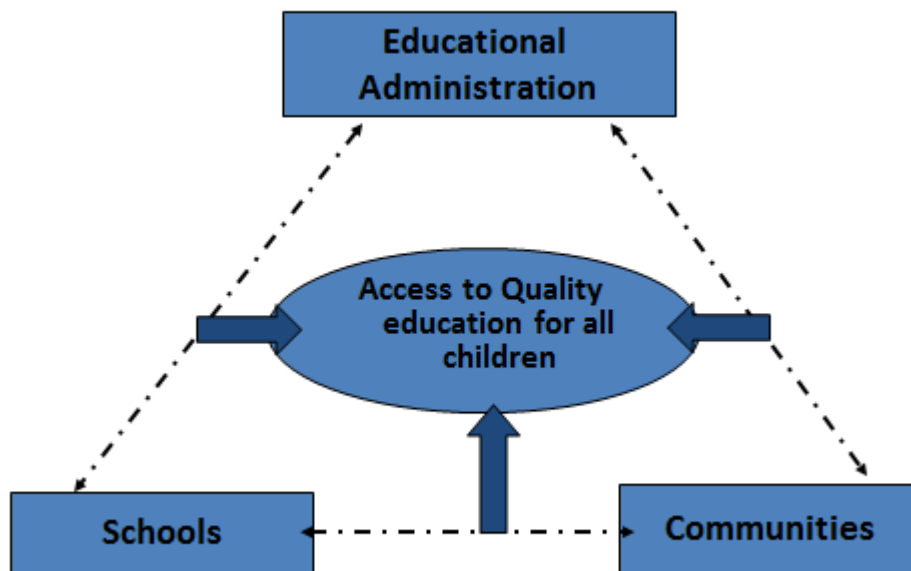 Educational
Administration
Access to Quality
education for all
children
Schools
Communities